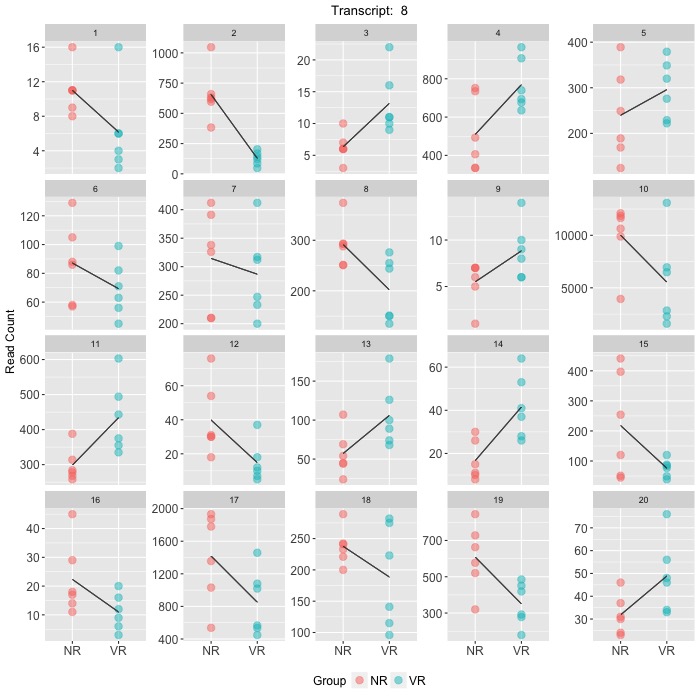 Transcript: 8
1 2 3 4 5
16 12 8 4
1000 750 500 250 0
20 15 10 5
800 600 400
400 300 200
6 7 8 9 10
120 100 80 60
400 350 300 250 200
300 200
10 5
10000 5000
Read Count
11 12 13 14 15
600 500 400 300
60 40 20
150 100 50
60 40 20
400 300 200 100
16 17 18 19 20
40 30 20 10
2000 1600 1200 800 400
250 200 150 100
700 500 300
70 60 50 40 30
NR VR NR VR NR VR NR VR NR VR
Group NR VR